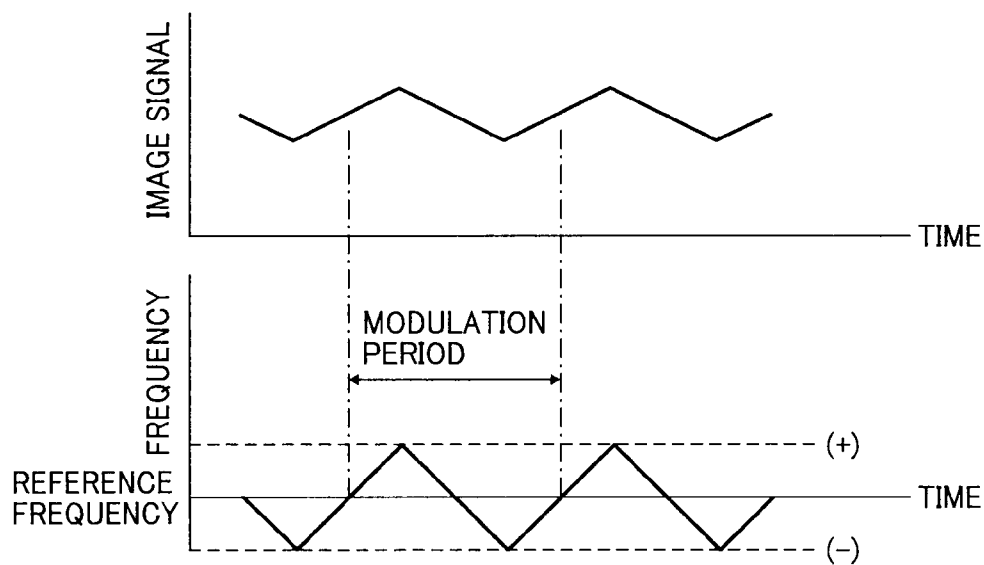 IMAGE SIGNAL
TIME
FREQUENCY
MODULATION
PERIOD
(+)
REFERENCE
FREQUENCY
TIME
(−)